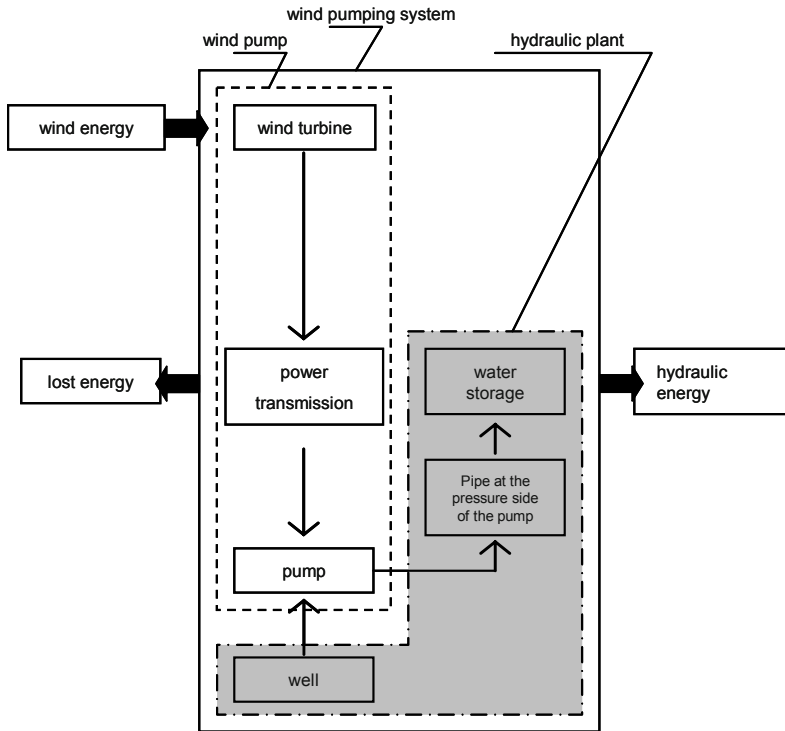 wind pumping system
wind pump
hydraulic plant
wind energy
wind turbine
lost energy
power
transmission
water
storage
hydraulic
energy
Pipe at the
pressure side
of the pump
pump
well